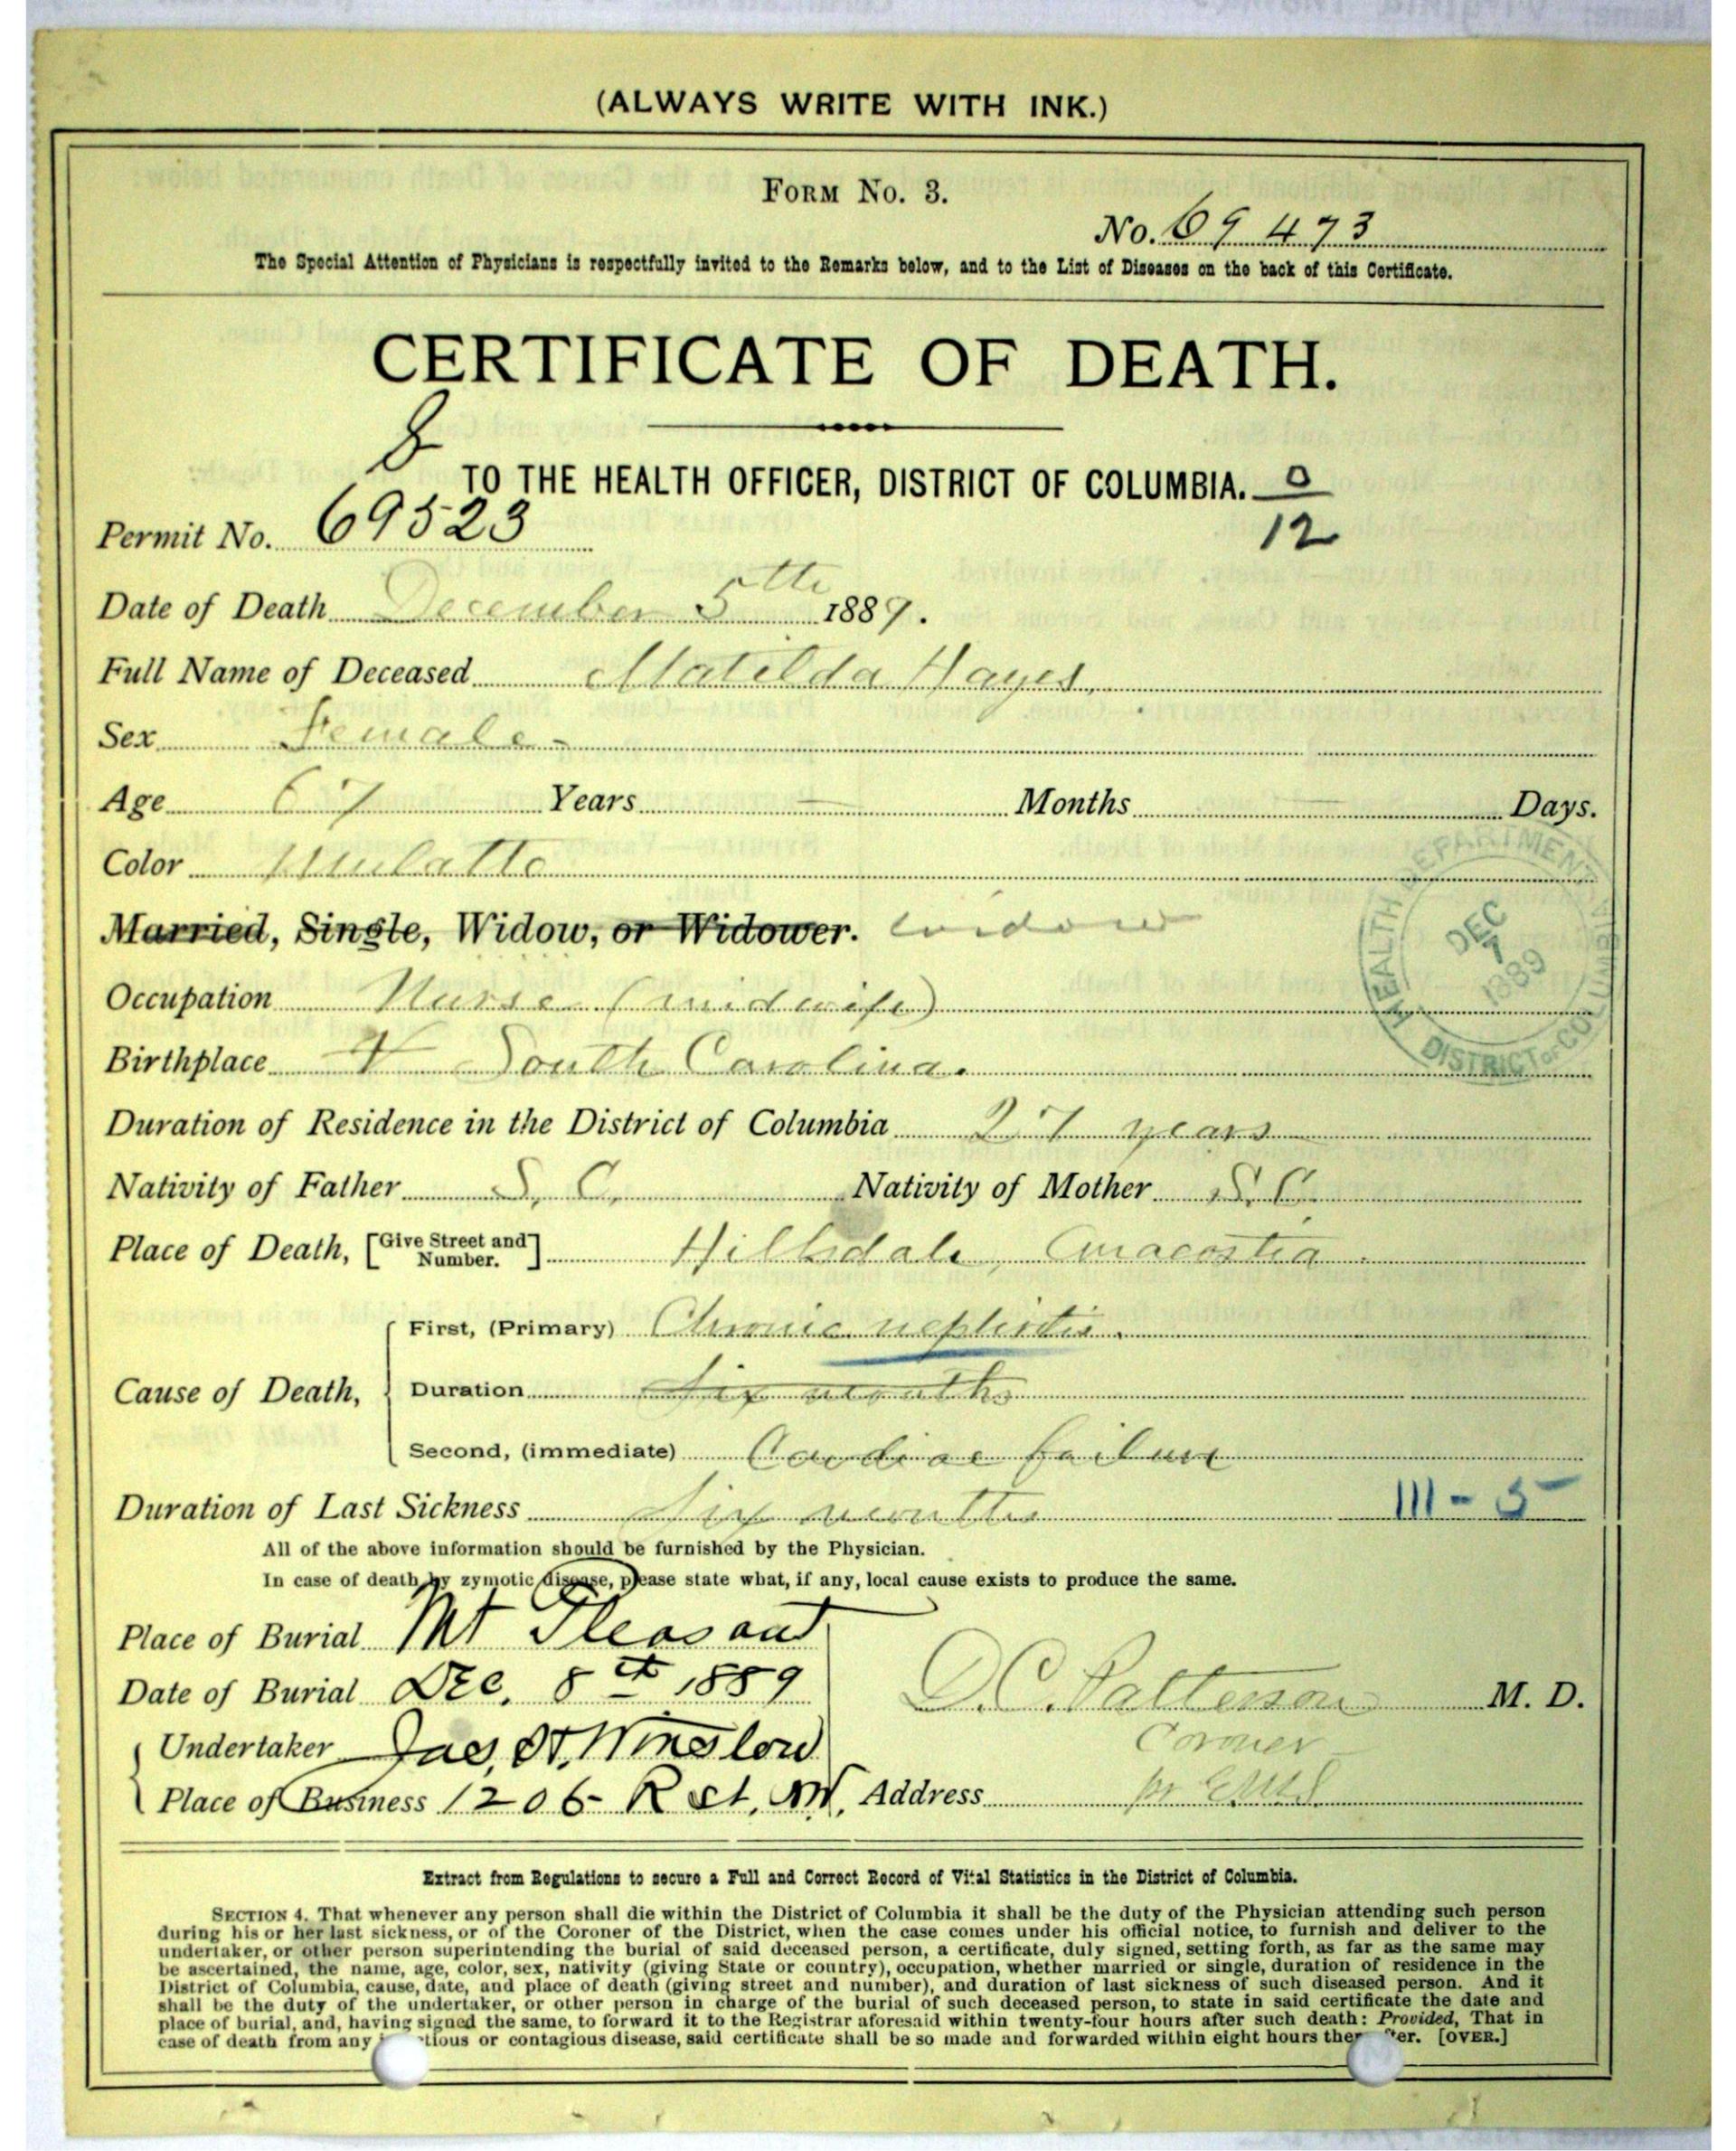 (ALWAYS WRITE WITH INK.)
FORM No. 3.
No. 69473
The Special Attention of Physicians is respectfully invited to the Remarks below, and to the List of Diseases on the back of this Certificate.
CERTIFICATE OF DEATH.
TO THE HEALTH OFFICER, DISTRICT OF COLUMBIA. 0
12
Permit No. 69523
Date of Death December 5th 1889.
Full Name of Deceased Matilda Hayes
Sex Female
Age 67 Years Months Days.
Color Mulatto
Married, Single, Widow, or Widower. Widow
Occupation Nurse (midwife)
Birthplace South Carolina.
Duration of Residence in the District of Columbia 27 years
Nativity of Father S. C. Nativity of Mother S. C.
Place of Death, [Give Street and Number.] Hillsdale, Anacostia
HEALTH DEPARTMENT
DEC
7
1889
DISTRICT OF COLUMBIA
Cause of Death,
First, (Primary) Chronic nephritis.
Duration Six months
Second, (immediate) Cardiac failure
Duration of Last Sickness Six months III - 5
All of the above information should be furnished by the Physician.
In case of death by zymotic disease, please state what, if any, local cause exists to produce the same.
Place of Burial Mt Pleasant
Date of Burial Dec. 8th 1889
D. C. Patterson M. D.
Coroner
Undertaker Jas, H. Winslow
Place of Business 1206- R st, NW, Address
Extract from Regulations to secure a Full and Correct Record of Vital Statistics in the District of Columbia.
SECTION 4. That whenever any person shall die within the District of Columbia it shall be the duty of the Physician attending such person
during his or her last sickness, or of the Coroner of the District, when the case comes under his official notice, to furnish and deliver to the
undertaker, or other person superintending the burial of said deceased person, a certificate, duly signed, setting forth, as far as the same may
be ascertained, the name, age, color, sex, nativity (giving State or country), occupation, whether married or single, duration of residence in the
District of Columbia, cause, date, and place of death (giving street and number), and duration of last sickness of such diseased person. And it
shall be the duty of the undertaker, or other person in charge of the burial of such deceased person, to state in said certificate the date and
place of burial, and, having signed the same, to forward it to the Registrar aforesaid within twenty-four hours after such death: Provided, That in
case of death from any tious or contagious disease, said certificate shall be so made and forwarded within eight hours ther er. [OVER.]